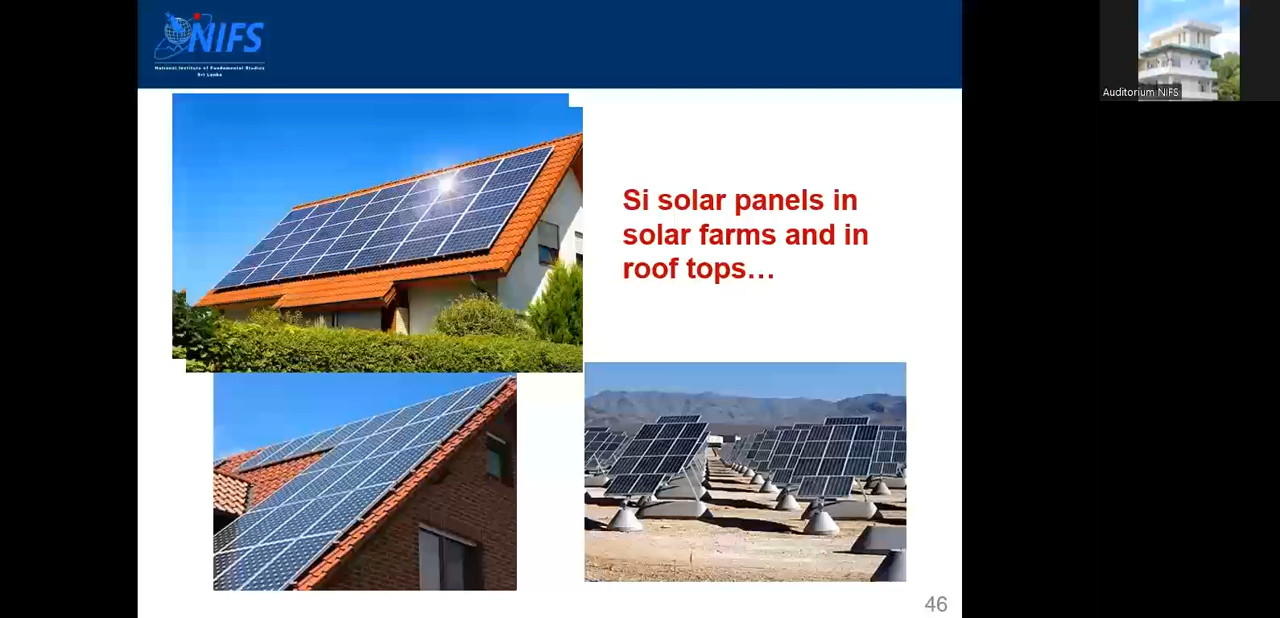 NIFS
National Institute of Fundamental Studies
Sri Lanka
Auditorium NIFS
Si solar panels in
solar farms and in
roof tops…
46